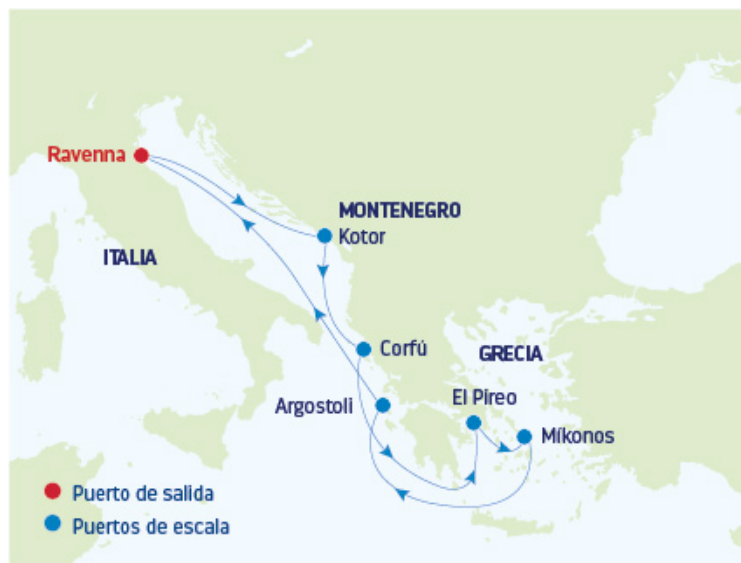 Ravenna
MONTENEGRO
Kotor
ITALIA
Corfú
GRECIA
Argostoli
El Pireo
Míkonos
Puerto de salida
Puertos de escala